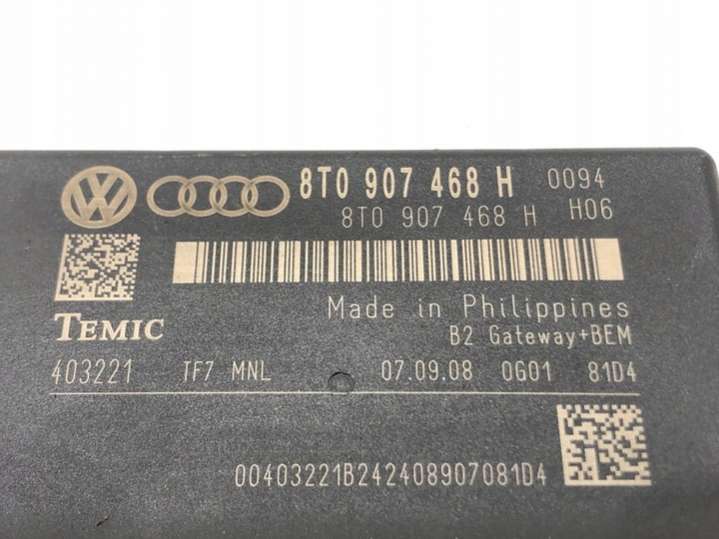 8T0 907 468 H 0094
8T0 907 468 H H06
Made in Philippines
TEMIC
B2 Gateway+BEM
403221 TF7 MNL 07.09.08 0G01 81D4
00403221B242408907081D4